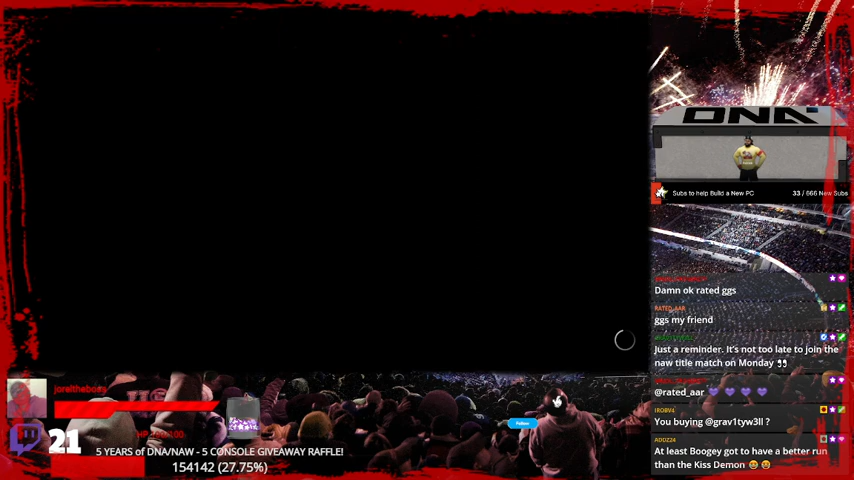 DNA
Subs to help Build a New PC
33 / 666 New Subs
Damn ok rated ggs
RATED_AAR
ggs my friend
Just a reminder. It's not too late to join the
naw title match on Monday 👀
@rated_aar 💜 💜 💜 💜
IROBV4
You buying @grav1tyw3ll ?
ADDZ24
At least Boogey got to have a better run
than the Kiss Demon 😆 😆
joreltheboss
Follow
21
5 YEARS of DNA/NAW - 5 CONSOLE GIVEAWAY RAFFLE!
154142 (27.75%)